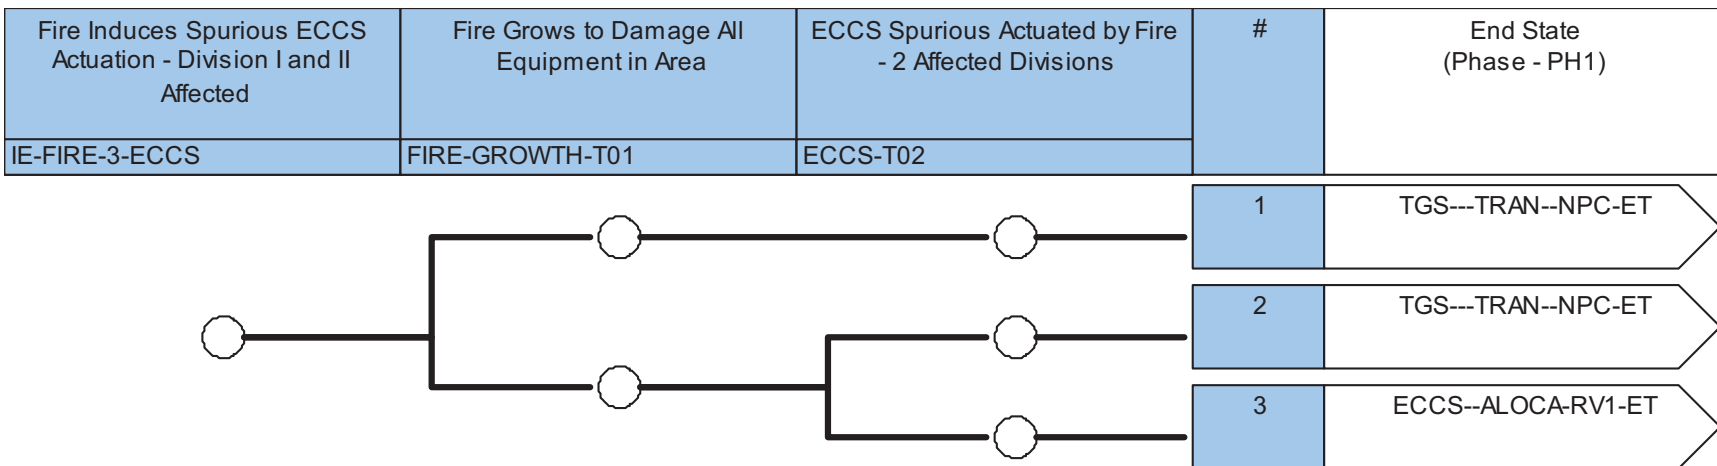 Fire Induces Spurious ECCS
Actuation - Division I and II
Affected
IE-FIRE-3-ECCS
Fire Grows to Damage All
Equipment in Area
FIRE-GROWTH-T01
ECCS Spurious Actuated by Fire
- 2 Affected Divisions
ECCS-T02
#
End State
(Phase - PH1)
1
TGS---TRAN--NPC-ET
2
TGS---TRAN--NPC-ET
3
ECCS--ALOCA-RV1-ET